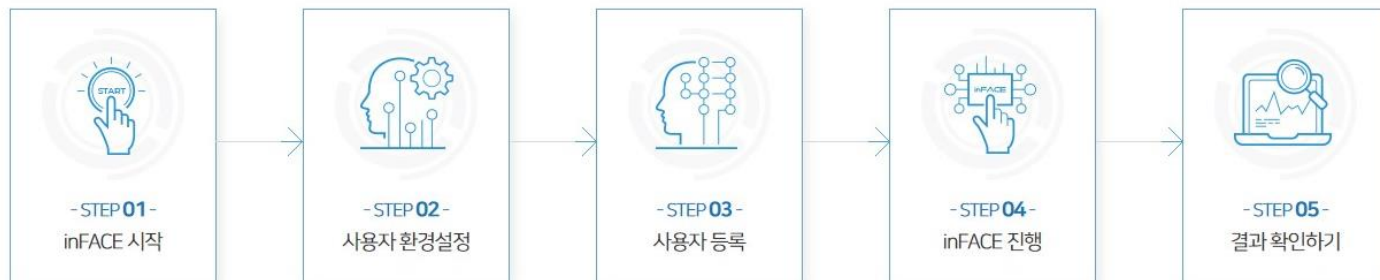 START
- STEP 01 -
inFACE 시작
- STEP 02 -
사용자 환경설정
- STEP 03 -
사용자 등록
inFACE
- STEP 04 -
inFACE 진행
- STEP 05 -
결과 확인하기